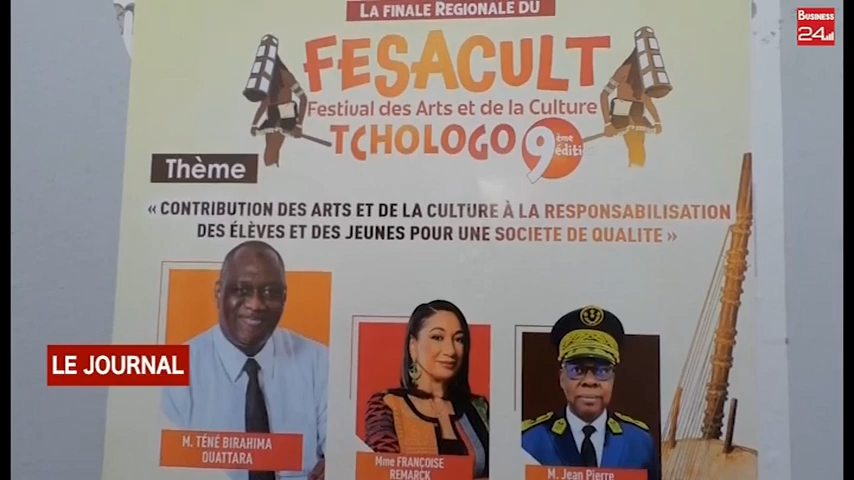 LA FINALE REGIONALE DU
BUSINESS
24
FESACULT
Festival des Arts et de la Culture
TCHOLOGO 9ème
Thème
« CONTRIBUTION DES ARTS ET DE LA CULTURE À LA RESPONSABILISATION
DES ÉLÈVES ET DES JEUNES POUR UNE SOCIETE DE QUALITE »
LE JOURNAL
M. TÉNÉ BIRAHIMA
OUATTARA
Mme FRANÇOISE
REMARCK
M. Jean Pierre